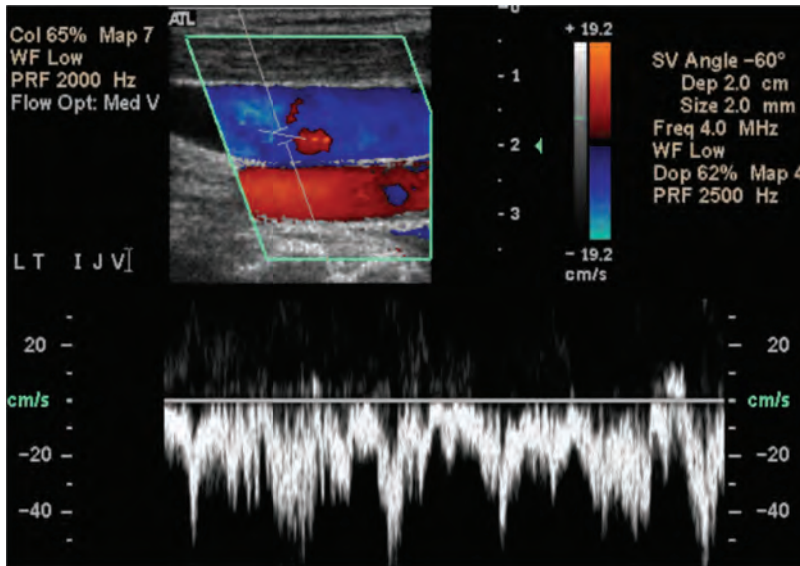 ATL
Col 65% Map 7
WF Low
PRF 2000 Hz
Flow Opt: Med V
0
1
2
3
+ 19.2
− 19.2
cm/s
SV Angle −60°
Dep 2.0 cm
Size 2.0 mm
Freq 4.0 MHz
WF Low
Dop 62% Map 4
PRF 2500 Hz
LT IJV
20
cm/s
−20
−40
20
cm/s
−20
−40